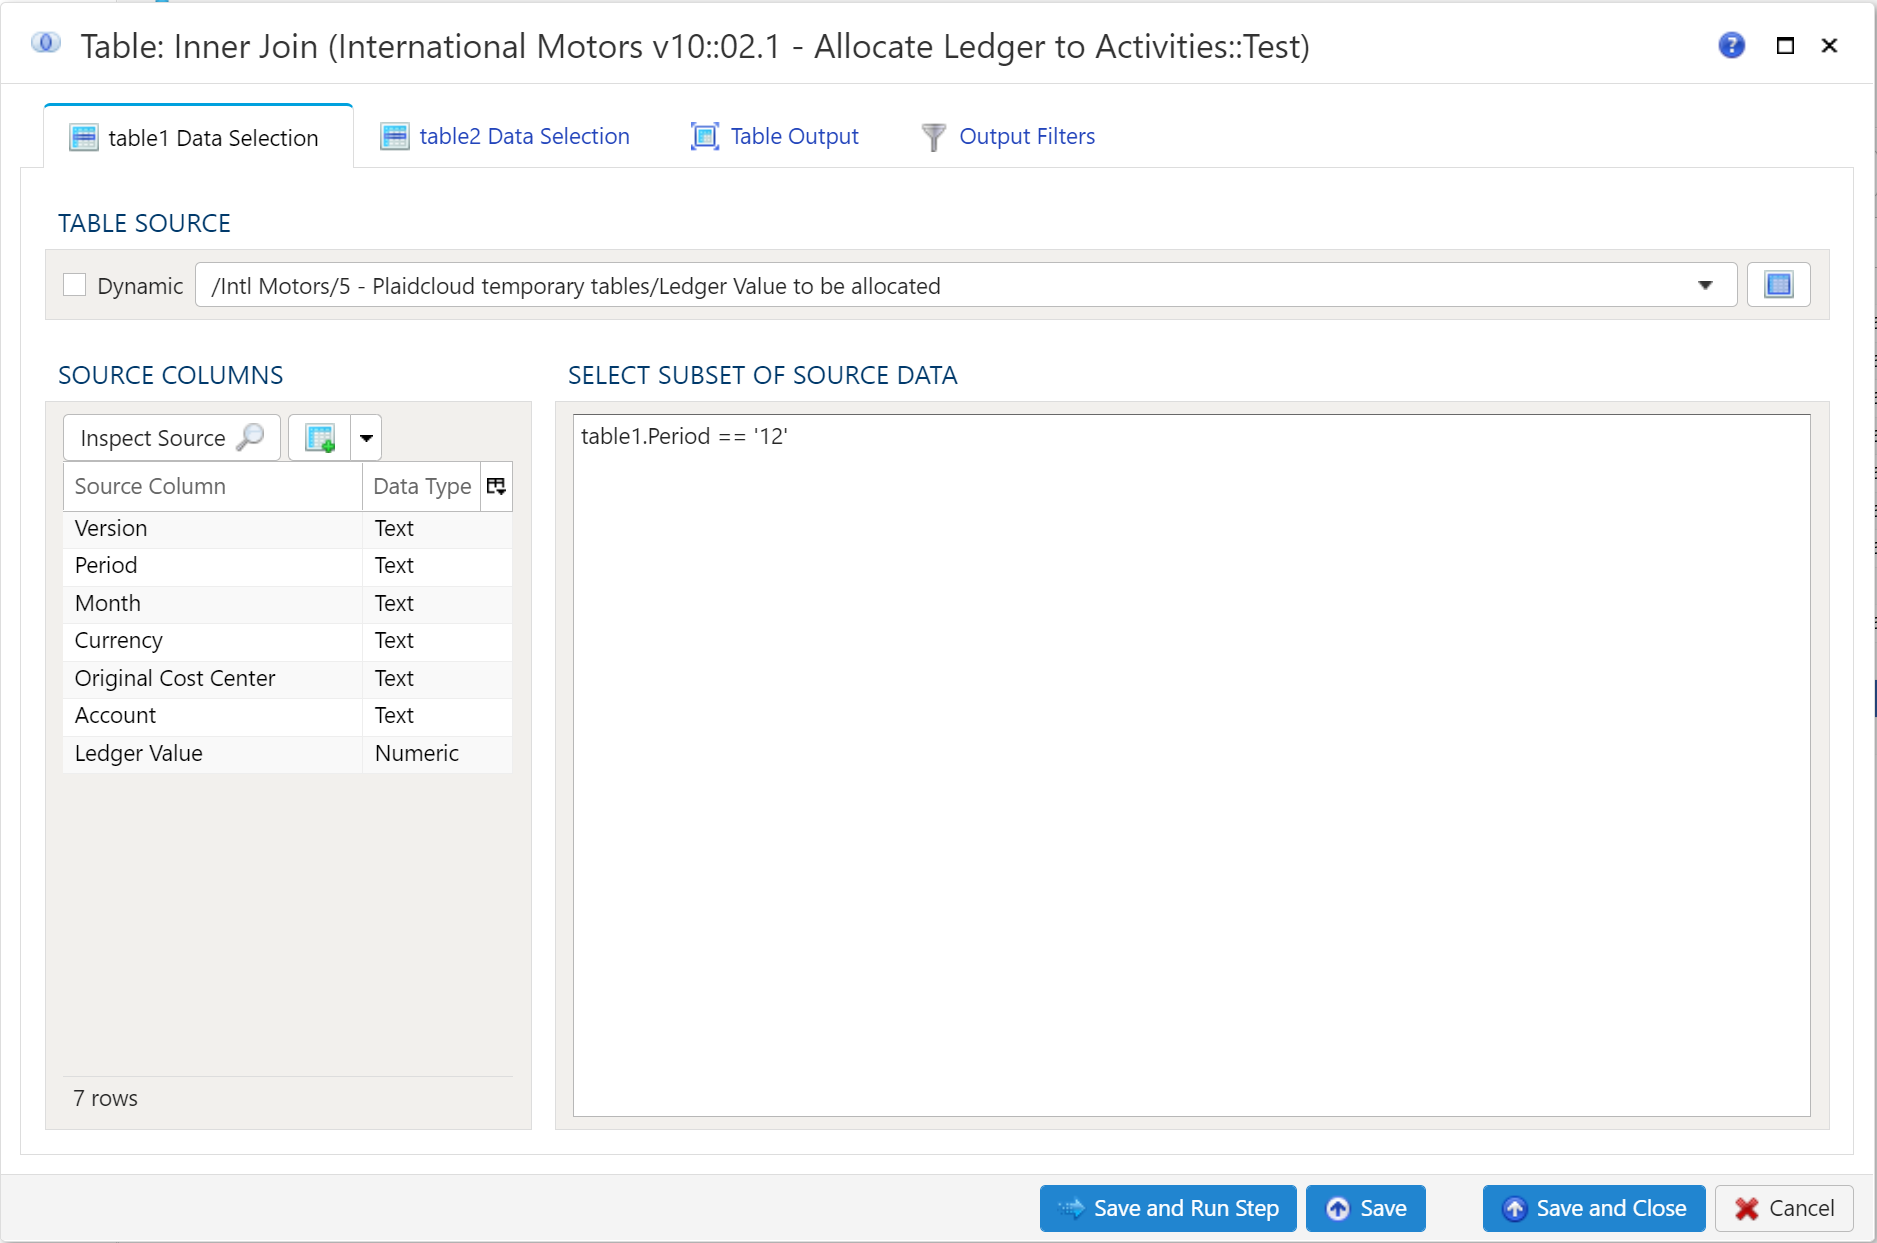 Table: Inner Join (International Motors v10::02.1 - Allocate Ledger to Activities::Test)
table1 Data Selection
table2 Data Selection
Table Output
Output Filters
TABLE SOURCE
Dynamic
/Intl Motors/5 - Plaidcloud temporary tables/Ledger Value to be allocated
SOURCE COLUMNS
SELECT SUBSET OF SOURCE DATA
Inspect Source
table1.Period == '12'
Source Column Data Type
Version Text
Period Text
Month Text
Currency Text
Original Cost Center Text
Account Text
Ledger Value Numeric
7 rows
Save and Run Step
Save
Save and Close
Cancel